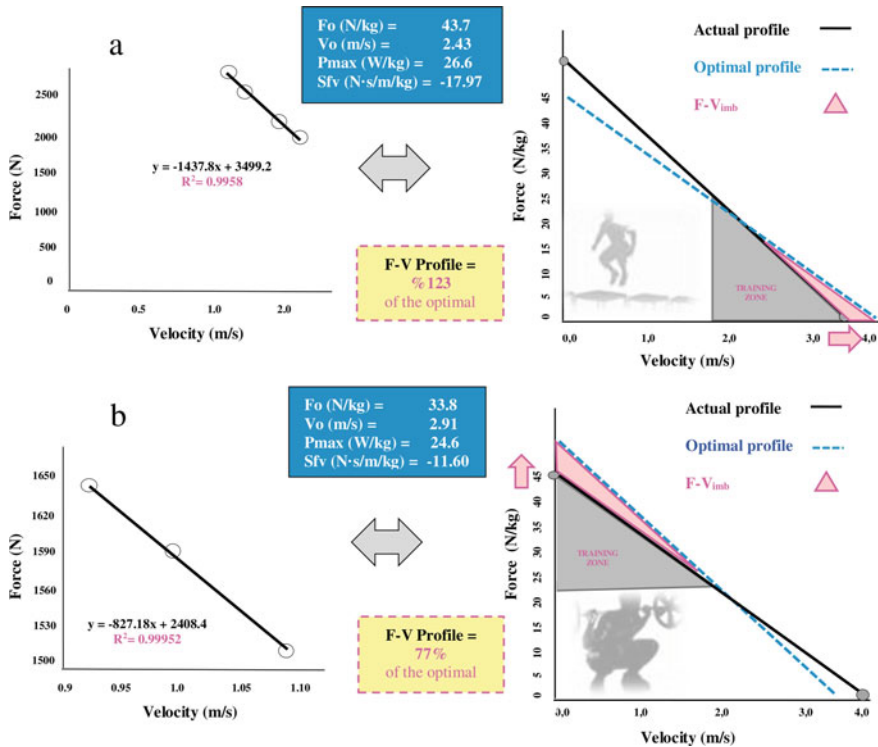 a
Fo (N/kg) = 43.7
Vo (m/s) = 2.43
Pmax (W/kg) = 26.6
Sfv (N·s/m/kg) = -17.97
Force (N)
2500
2000
1500
1000
500
0
y = -1437.8x + 3499.2
R²= 0.9958
0 0.5 1.0 2.0
Velocity (m/s)
F-V Profile =
%123
of the optimal
Actual profile
Optimal profile
F-Vimb
Force (N/kg)
45
40
35
30
25
20
15
10
5
0
TRAINING
ZONE
0,0 1,0 2,0 3,0 4,0
Velocity (m/s)
b
Fo (N/kg) = 33.8
Vo (m/s) = 2.91
Pmax (W/kg) = 24.6
Sfv (N·s/m/kg) = -11.60
Force (N)
1650
1620
1590
1560
1530
1500
y = -827.18x + 2408.4
R²= 0.99952
0.9 0.95 1.0 1.05 1.10
Velocity (m/s)
F-V Profile =
77%
of the optimal
Actual profile
Optimal profile
F-Vimb
Force (N/kg)
45
40
35
30
25
20
15
10
5
0
TRAINING
ZONE
0,0 1,0 2,0 3,0 4,0
Velocity (m/s)